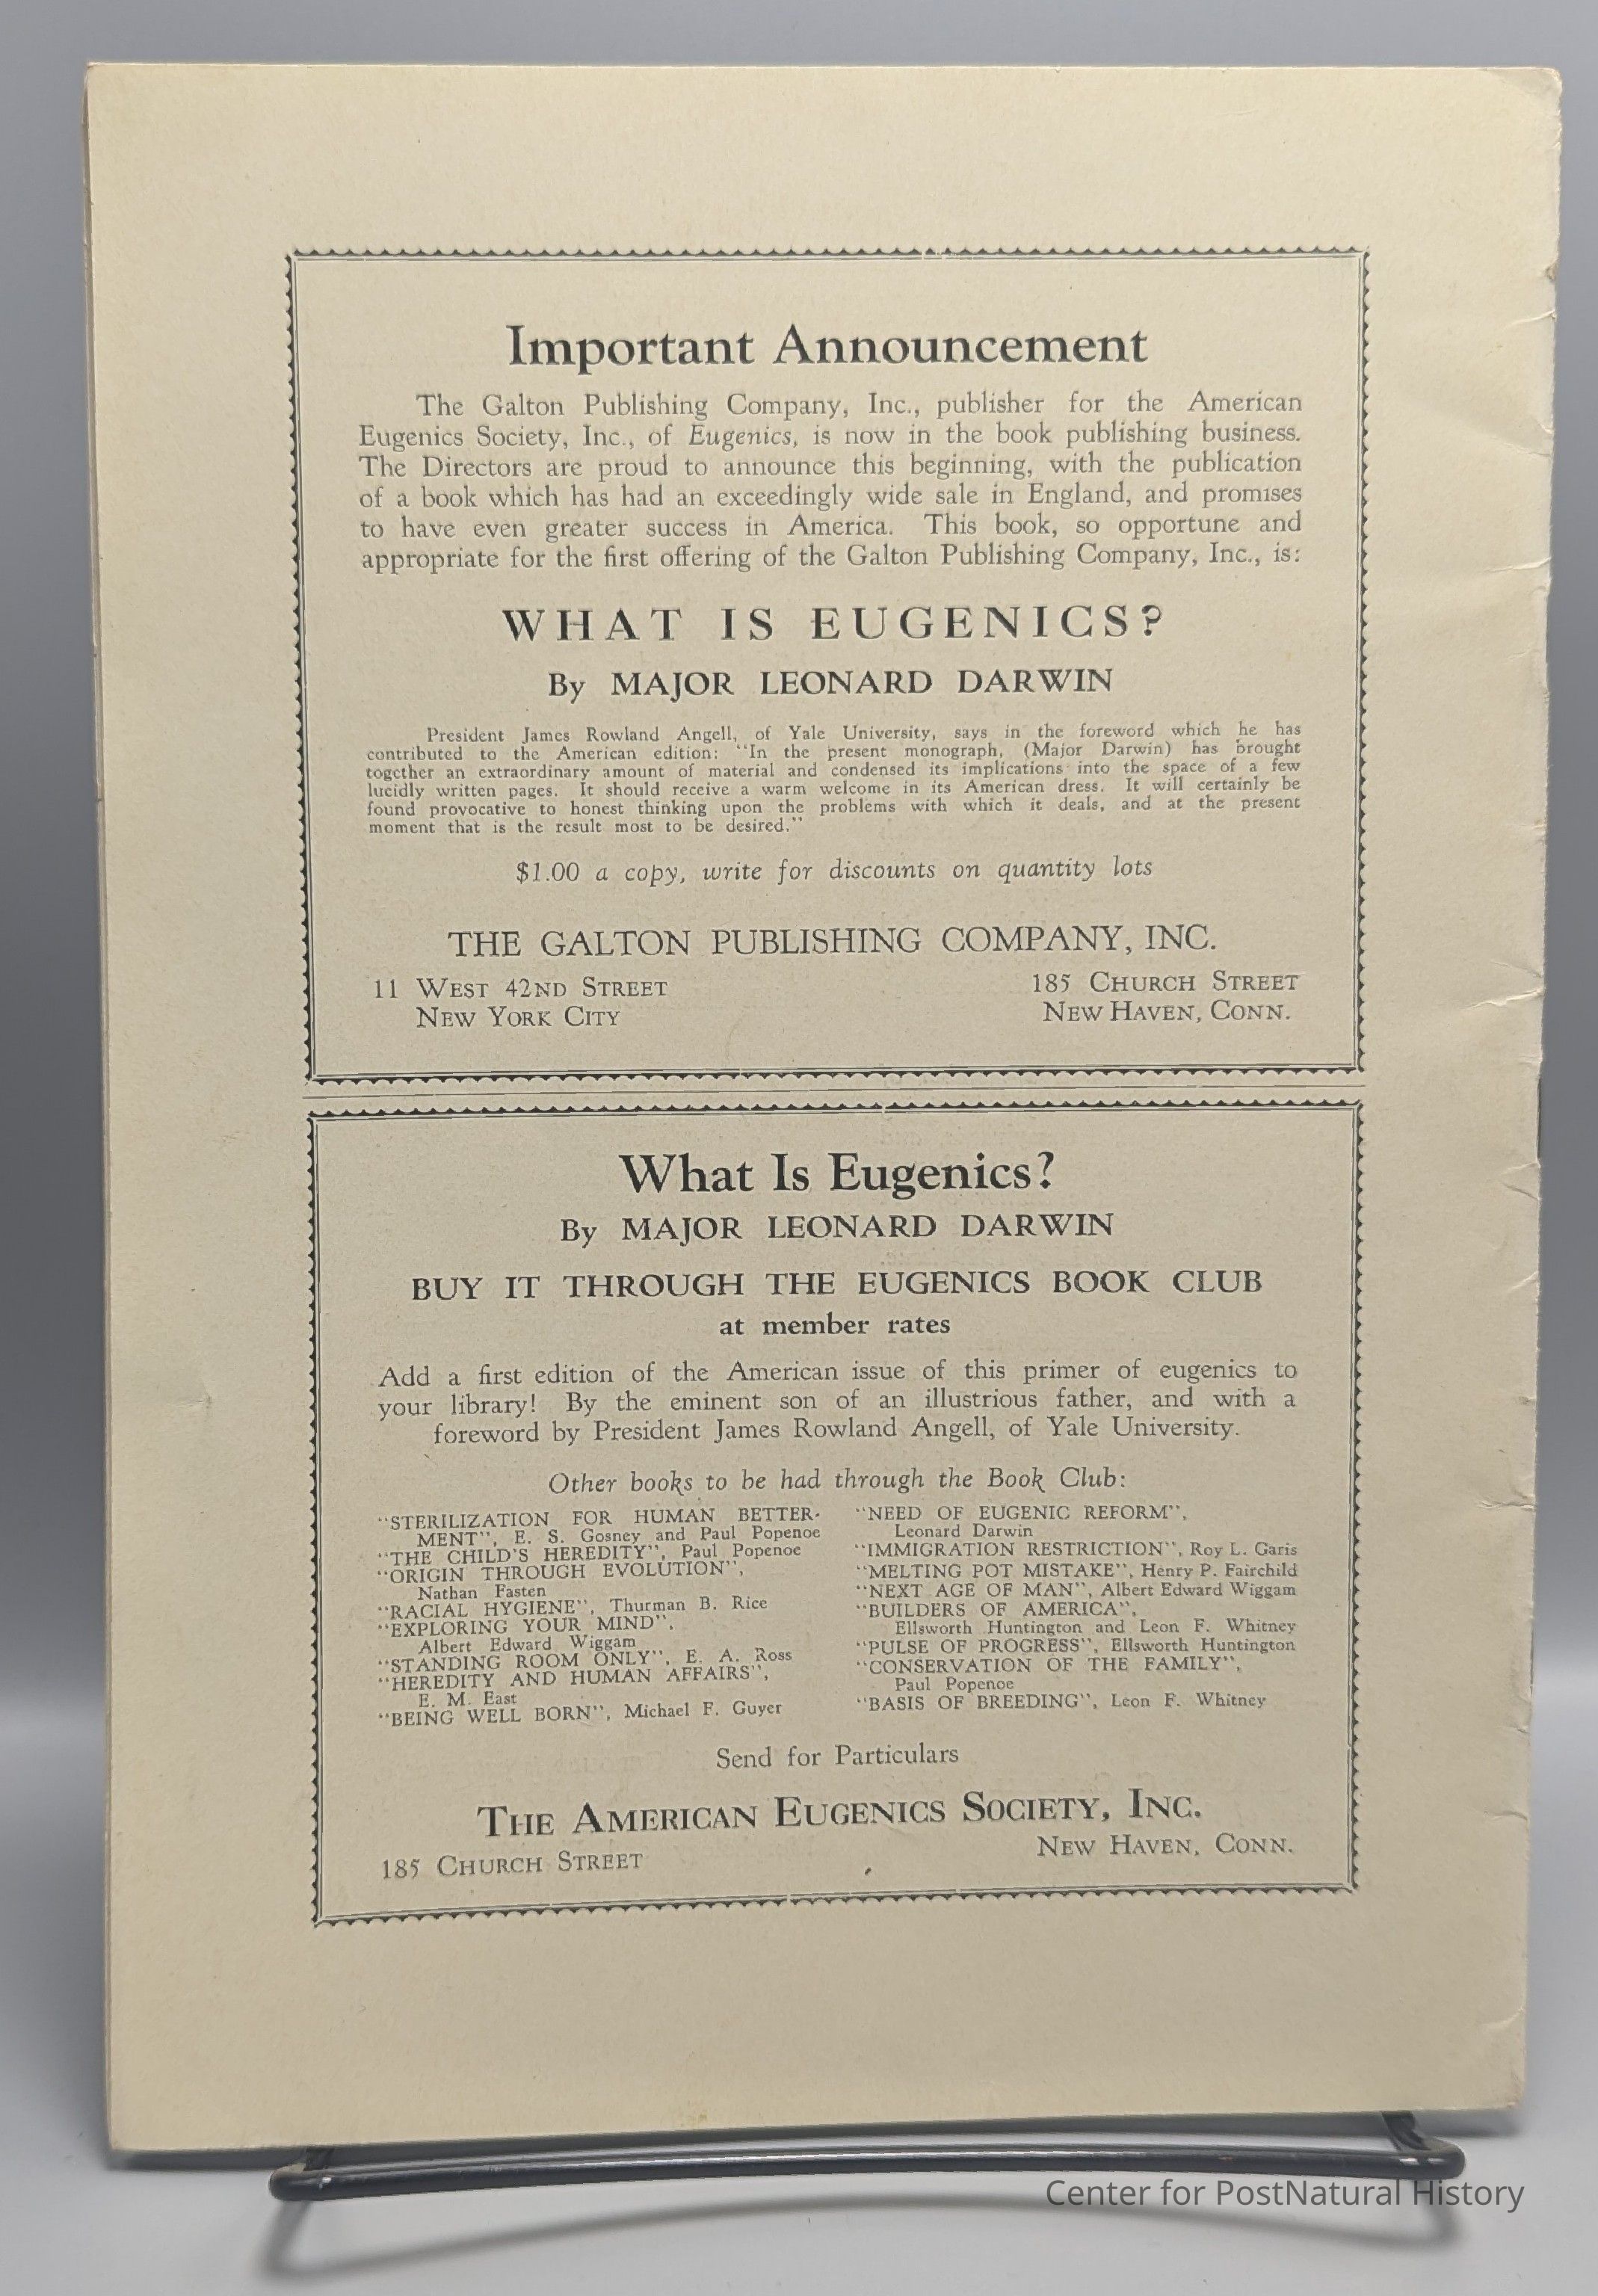 Important Announcement
The Galton Publishing Company, Inc., publisher for the American
Eugenics Society, Inc., of Eugenics, is now in the book publishing business.
The Directors are proud to announce this beginning, with the publication
of a book which has had an exceedingly wide sale in England, and promises
to have even greater success in America. This book, so opportune and
appropriate for the first offering of the Galton Publishing Company, Inc., is:
WHAT IS EUGENICS?
By MAJOR LEONARD DARWIN
President James Rowland Angell, of Yale University, says in the foreword which he has
contributed to the American edition: "In the present monograph, (Major Darwin) has brought
together an extraordinary amount of material and condensed its implications into the space of a few
lucidly written pages. It should receive a warm welcome in its American dress. It will certainly be
found provocative to honest thinking upon the problems with which it deals, and at the present
moment that is the result most to be desired."
$1.00 a copy, write for discounts on quantity lots
THE GALTON PUBLISHING COMPANY, INC.
11 WEST 42ND STREET
NEW YORK CITY
185 CHURCH STREET
NEW HAVEN, CONN.
What Is Eugenics?
By MAJOR LEONARD DARWIN
BUY IT THROUGH THE EUGENICS BOOK CLUB
at member rates
Add a first edition of the American issue of this primer of eugenics to
your library! By the eminent son of an illustrious father, and with a
foreword by President James Rowland Angell, of Yale University.
Other books to be had through the Book Club:
"STERILIZATION FOR HUMAN BETTER-
MENT", E. S. Gosney and Paul Popenoe
"THE CHILD'S HEREDITY", Paul Popenoe
"ORIGIN THROUGH EVOLUTION",
Nathan Fasten
"RACIAL HYGIENE", Thurman B. Rice
"EXPLORING YOUR MIND",
Albert Edward Wiggam
"STANDING ROOM ONLY", E. A. Ross
"HEREDITY AND HUMAN AFFAIRS",
E. M. East
"BEING WELL BORN", Michael F. Guyer
"NEED OF EUGENIC REFORM",
Leonard Darwin
"IMMIGRATION RESTRICTION", Roy L. Garis
"MELTING POT MISTAKE", Henry P. Fairchild
"NEXT AGE OF MAN", Albert Edward Wiggam
"BUILDERS OF AMERICA",
Ellsworth Huntington and Leon F. Whitney
"PULSE OF PROGRESS", Ellsworth Huntington
"CONSERVATION OF THE FAMILY",
Paul Popenoe
"BASIS OF BREEDING", Leon F. Whitney
Send for Particulars
THE AMERICAN EUGENICS SOCIETY, INC.
185 CHURCH STREET
NEW HAVEN, CONN.
Center for PostNatural History